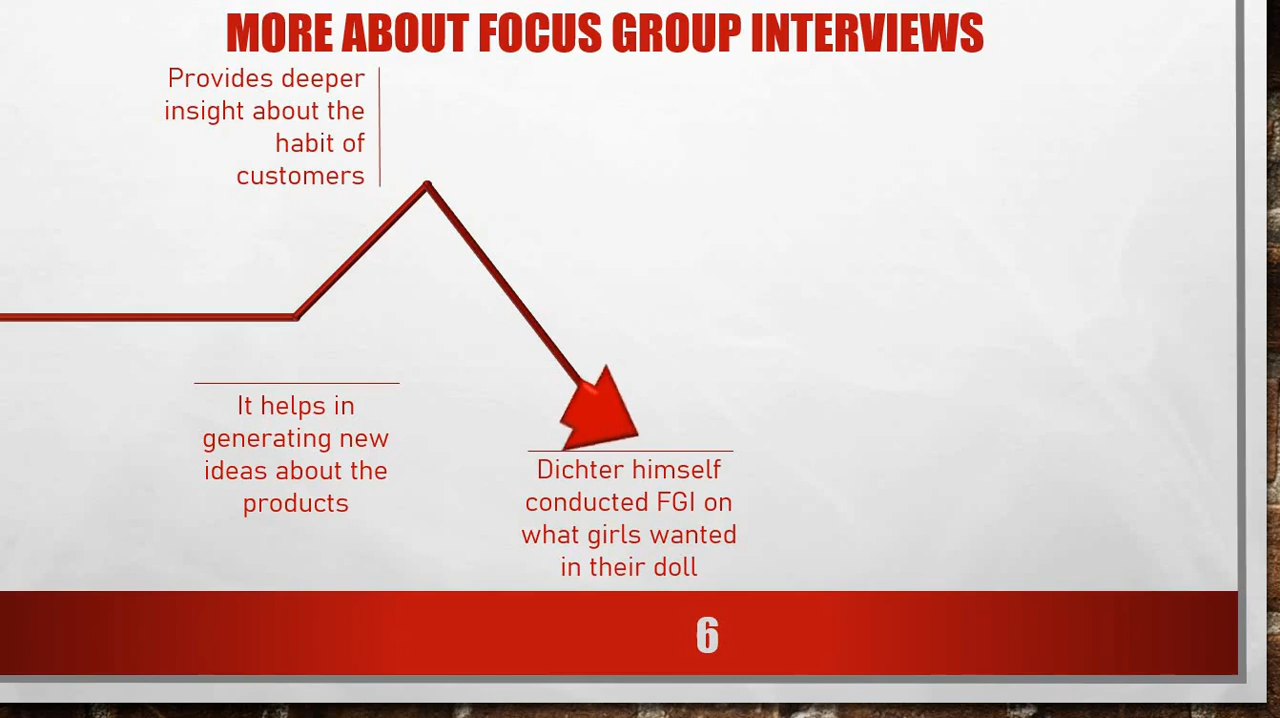 MORE ABOUT FOCUS GROUP INTERVIEWS
Provides deeper
insight about the
habit of
customers
It helps in
generating new
ideas about the
products
Dichter himself
conducted FGI on
what girls wanted
in their doll
6